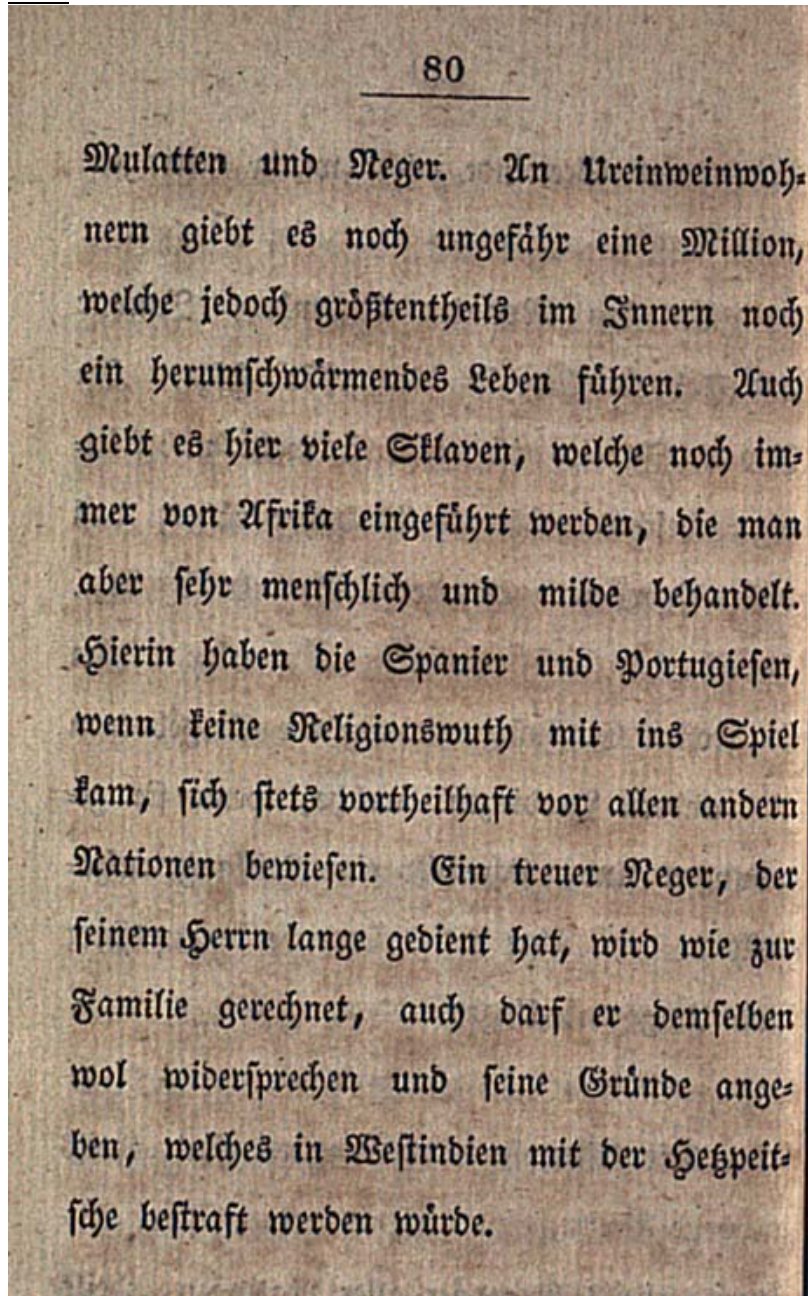 80
Mulatten und Neger. An Ureinweinwoh-
nern giebt es noch ungefähr eine Million,
welche jedoch größtentheils im Innern noch
ein herumschwärmendes Leben führen. Auch
giebt es hier viele Sklaven, welche noch im-
mer von Afrika eingeführt werden, die man
aber sehr menschlich und milde behandelt.
Hierin haben die Spanier und Portugiesen,
wenn keine Religionswuth mit ins Spiel
kam, sich stets vortheilhaft vor allen andern
Nationen bewiesen. Ein treuer Neger, der
seinem Herrn lange gedient hat, wird wie zur
Familie gerechnet, auch darf er demselben
wol widersprechen und seine Gründe ange-
ben, welches in Westindien mit der Hetzpeit-
sche bestraft werden würde.